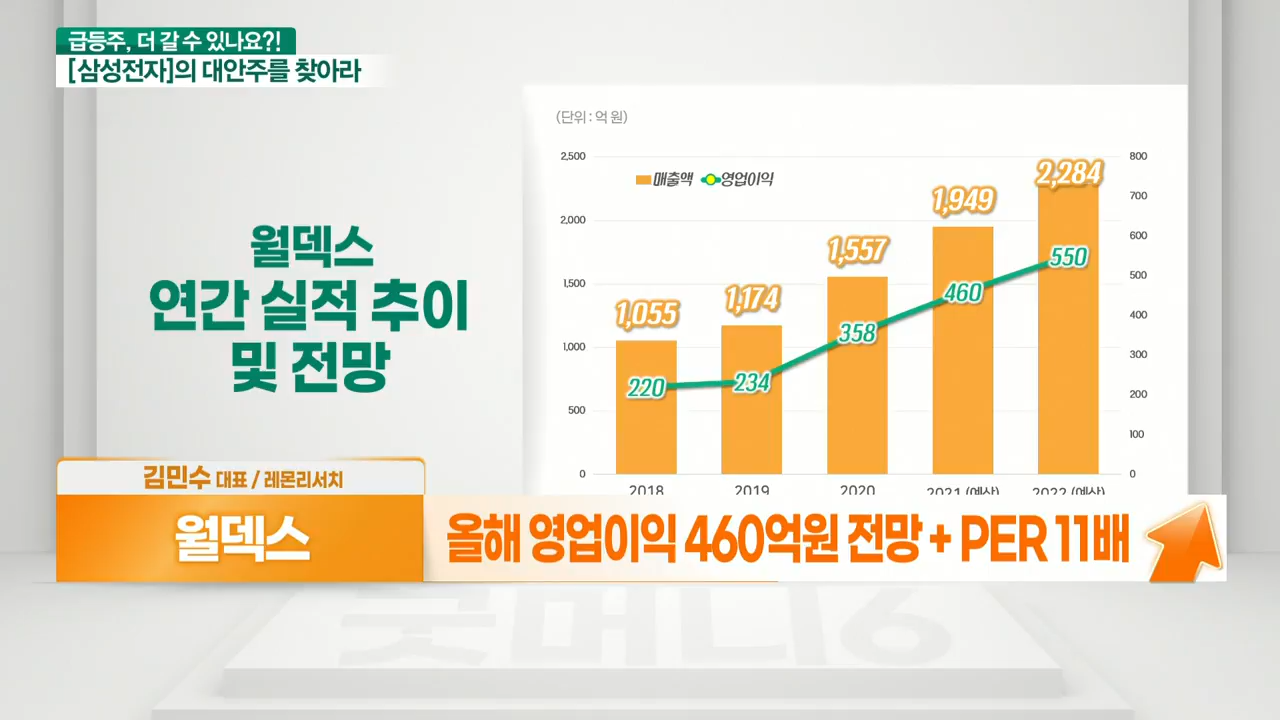 급등주, 더 갈 수 있나요?!
[삼성전자]의 대안주를 찾아라
월덱스
연간 실적 추이
및 전망
(단위 : 억 원)
매출액 영업이익
2,500
2,000
1,500
1,000
500
0
800
700
600
500
400
300
200
100
0
1,055
1,174
1,557
1,949
2,284
220
234
358
460
550
2018
2019
2020
2021 (예상)
2022 (예상)
김민수 대표 / 레몬리서치
월덱스
올해 영업이익 460억원 전망 + PER 11배
굿머니6